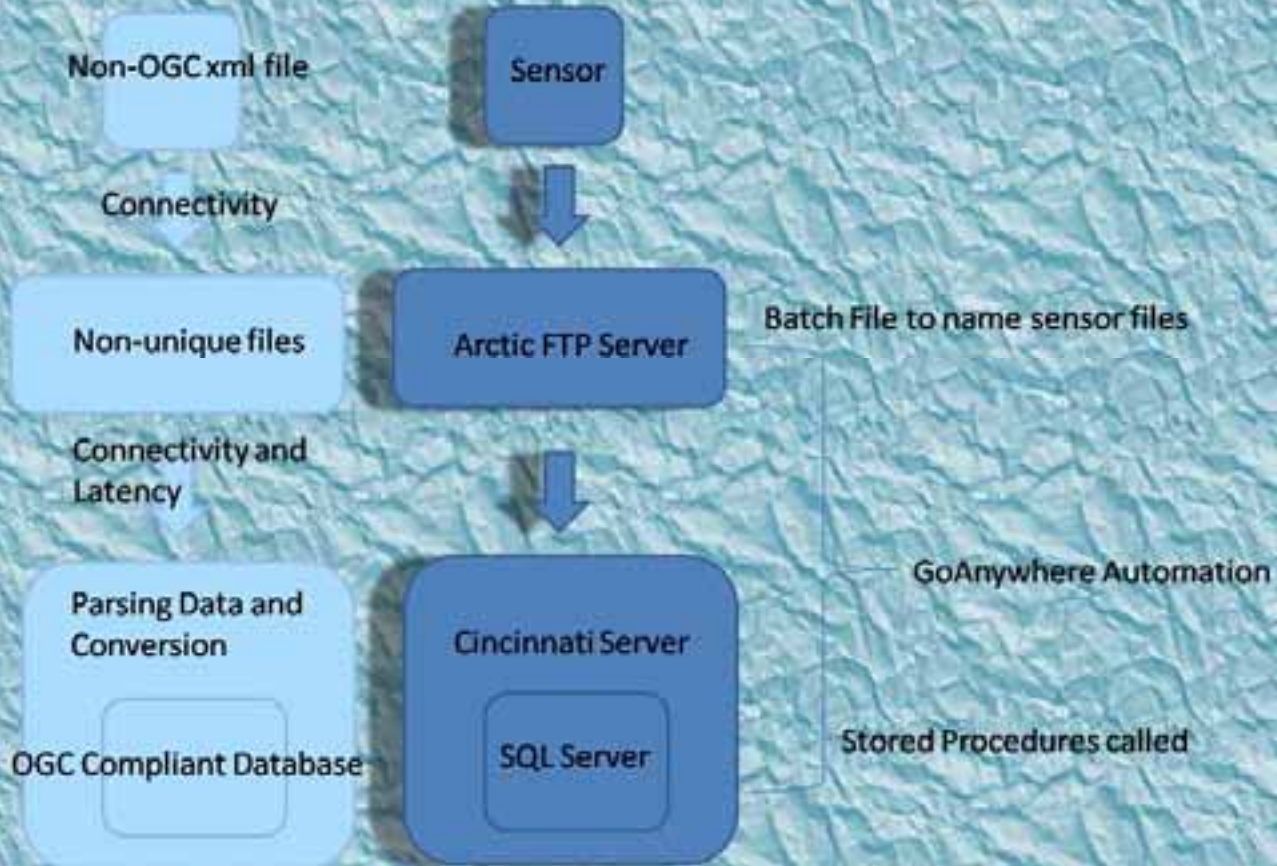 Non-OGC xml file
Sensor
Connectivity
Non-unique files
Arctic FTP Server
Batch File to name sensor files
Connectivity and
Latency
GoAnywhere Automation
Parsing Data and
Conversion
Cincinnati Server
OGC Compliant Database
SQL Server
Stored Procedures called